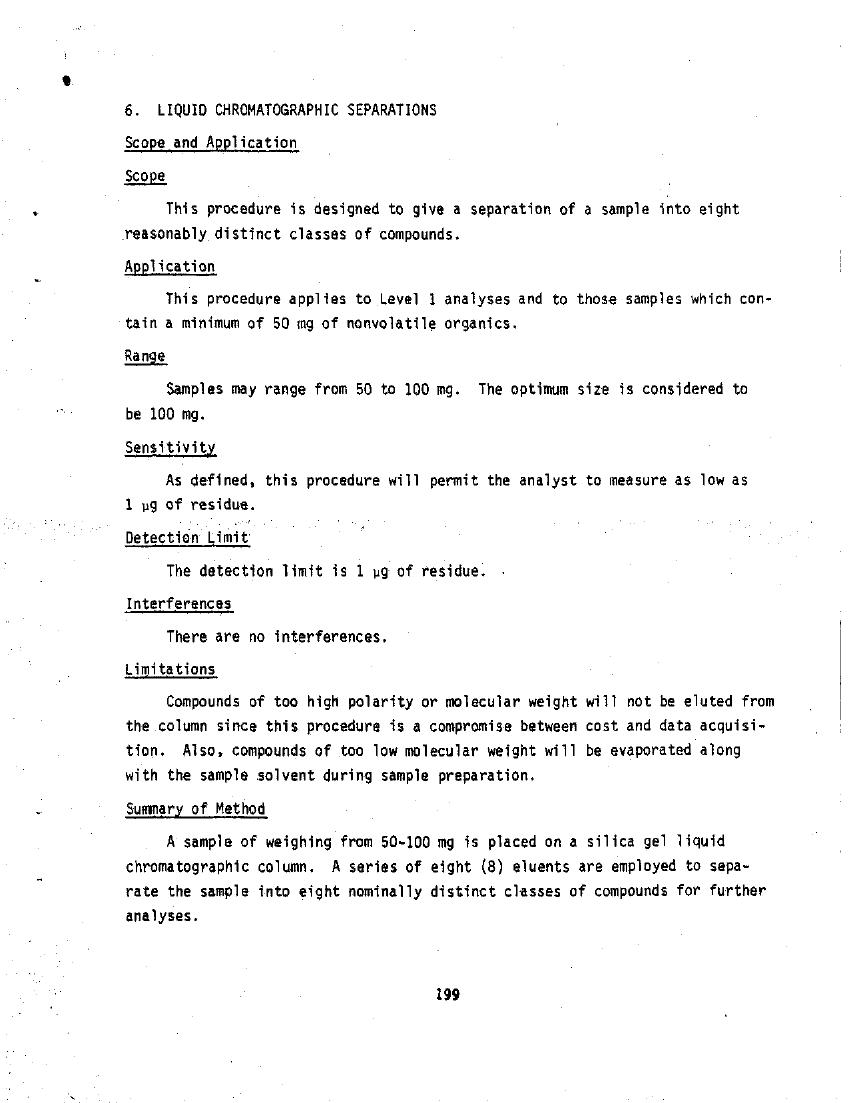 6. LIQUID CHROMATOGRAPHIC SEPARATIONS
Scope and Application
Scope
This procedure is designed to give a separation of a sample into eight
reasonably distinct classes of compounds.
Application
This procedure applies to Level 1 analyses and to those samples which con-
tain a minimum of 50 mg of nonvolatile organics.
Range
Samples may range from 50 to 100 mg. The optimum size is considered to
be 100 mg.
Sensitivity
As defined, this procedure will permit the analyst to measure as low as
1 μg of residue.
Detection Limit
The detection limit is 1 μg of residue.
Interferences
There are no interferences.
Limitations
Compounds of too high polarity or molecular weight will not be eluted from
the column since this procedure is a compromise between cost and data acquisi-
tion. Also, compounds of too low molecular weight will be evaporated along
with the sample solvent during sample preparation.
Summary of Method
A sample of weighing from 50-100 mg is placed on a silica gel liquid
chromatographic column. A series of eight (8) eluents are employed to sepa-
rate the sample into eight nominally distinct classes of compounds for further
analyses.
199